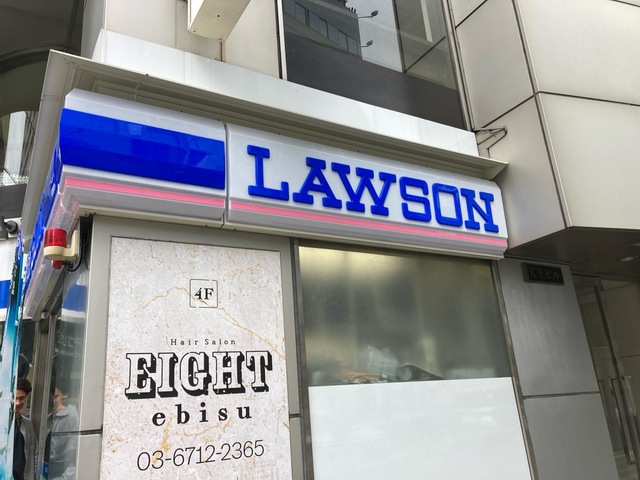 LAWSON
4F
Hair Salon
EIGHT
ebisu
03-6712-2365